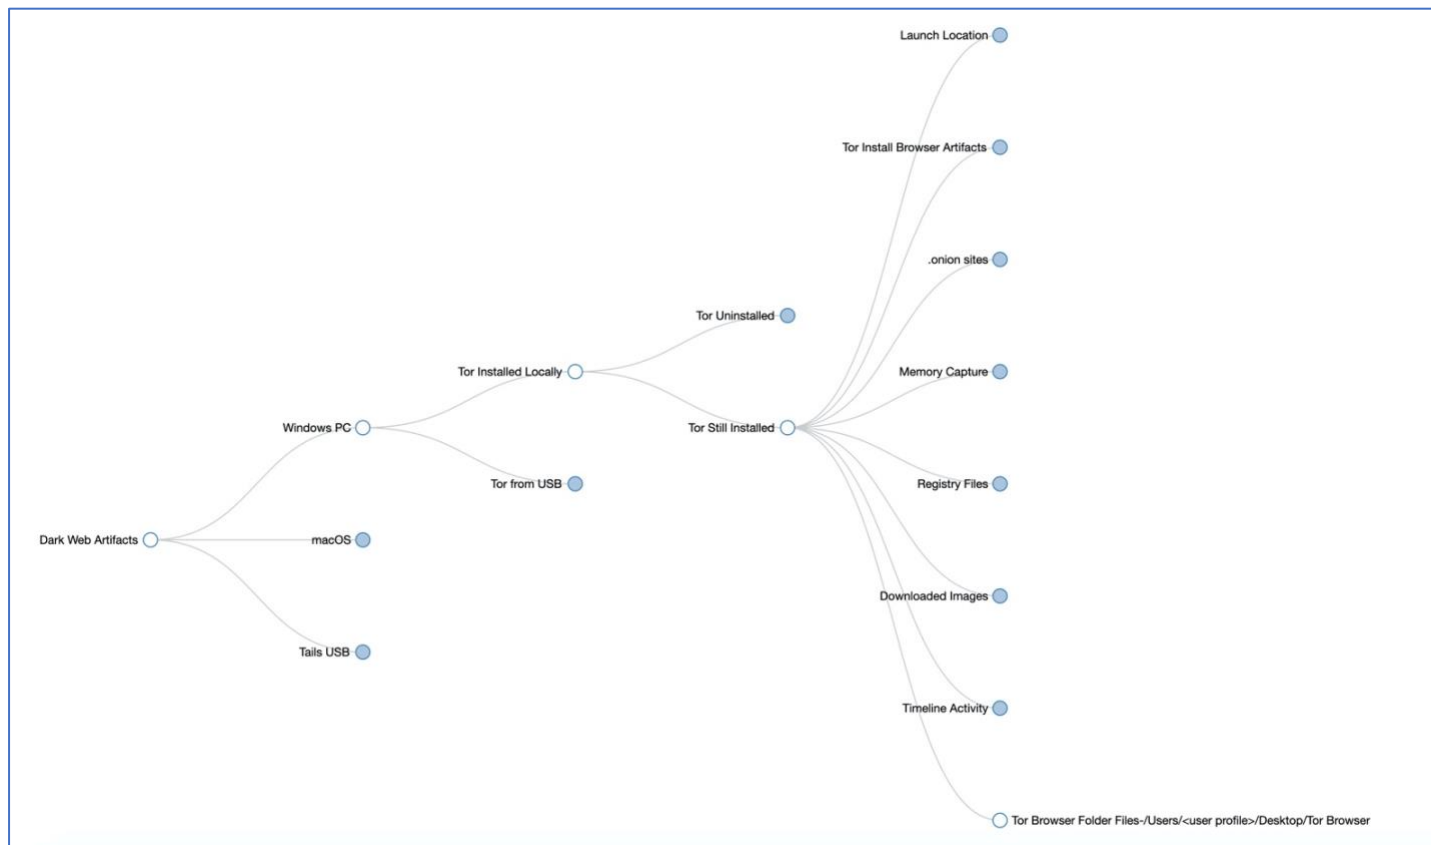 Launch Location
Tor Install Browser Artifacts
.onion sites
Tor Uninstalled
Tor Installed Locally
Memory Capture
Windows PC
Tor Still Installed
Tor from USB
Registry Files
Dark Web Artifacts
macOS
Downloaded Images
Tails USB
Timeline Activity
Tor Browser Folder Files-/Users/<user profile>/Desktop/Tor Browser